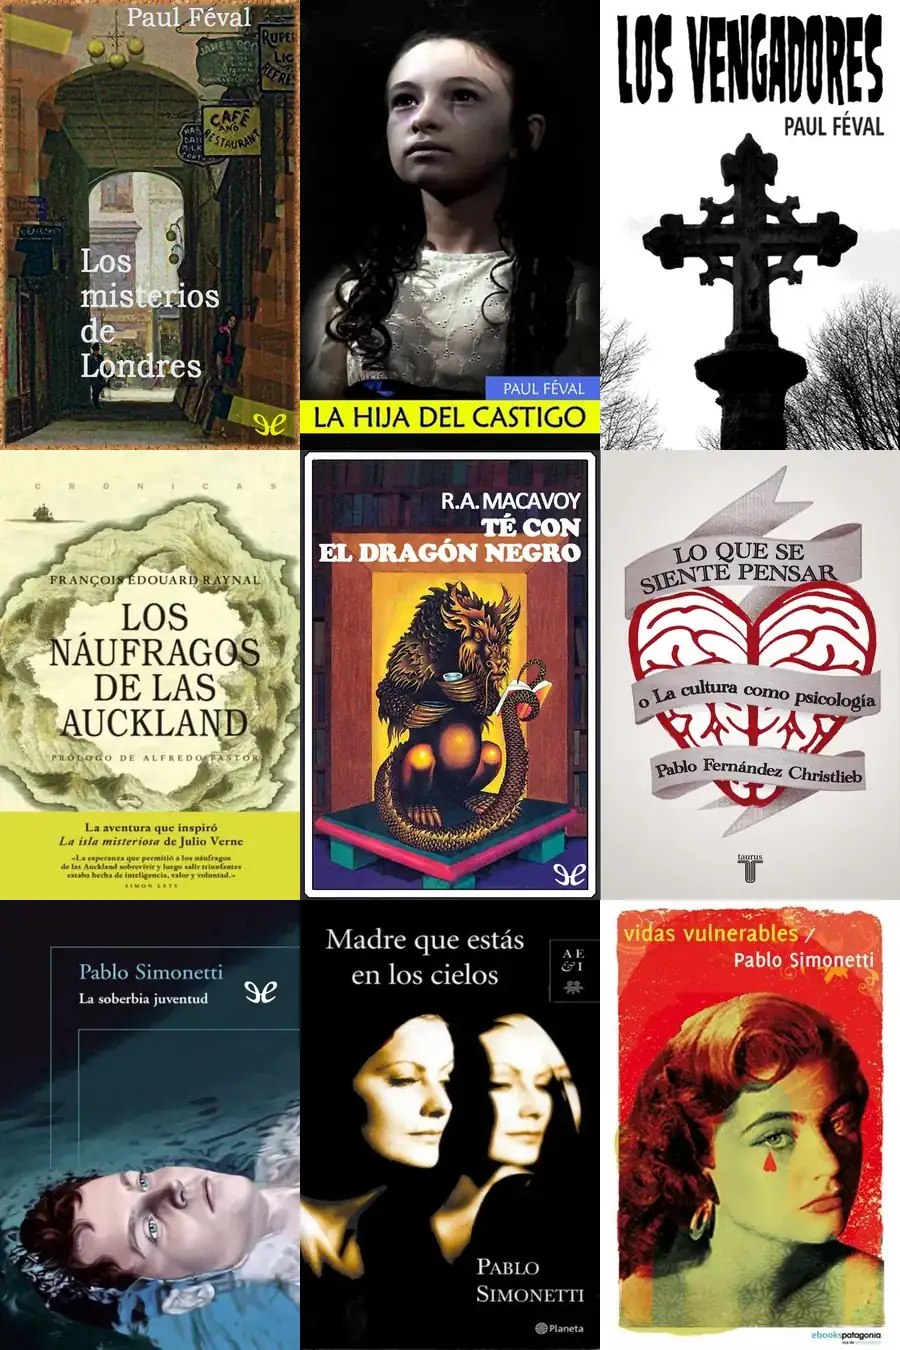 Paul Féval
JAMES
RUPE
CAFÉ
AND
RESTAURANT
Los
misterios
de
Londres
PAUL FÉVAL
LA HIJA DEL CASTIGO
LOS VENGADORES
PAUL FÉVAL
CRÓNICAS
FRANÇOIS ÉDOUARD RAYNAL
LOS
NÁUFRAGOS
DE LAS
AUCKLAND
PRÓLOGO DE ALFREDO PASTOR
La aventura que inspiró
La isla misteriosa de Julio Verne
«La esperanza que permitió a los náufragos
de las Auckland sobrevivir y luego salir triunfantes
estaba hecha de inteligencia, valor y voluntad.»
SIMON LEYS
R.A. MACAVOY
TÉ CON
EL DRAGÓN NEGRO
LO QUE SE
SIENTE PENSAR
o La cultura como psicología
Pablo Fernández Christlieb
taurus
Pablo Simonetti
La soberbia juventud
Madre que estás
en los cielos
A E
& I
PABLO
SIMONETTI
Planeta
vidas vulnerables /
Pablo Simonetti
ebookspatagonia